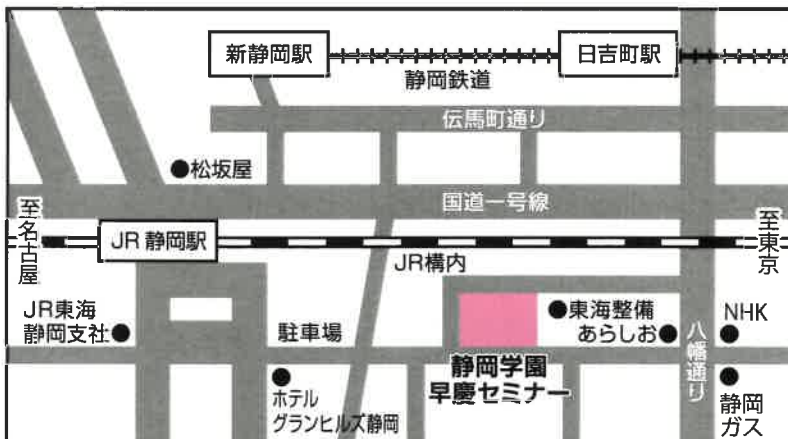 新静岡駅
日吉町駅
静岡鉄道
伝馬町通り
松坂屋
国道一号線
至名古屋
JR静岡駅
至東京
JR構内
JR東海
静岡支社
駐車場
東海整備
あらしお
八幡通り
NHK
静岡学園
早慶セミナー
ホテル
グランヒルズ静岡
静岡
ガス